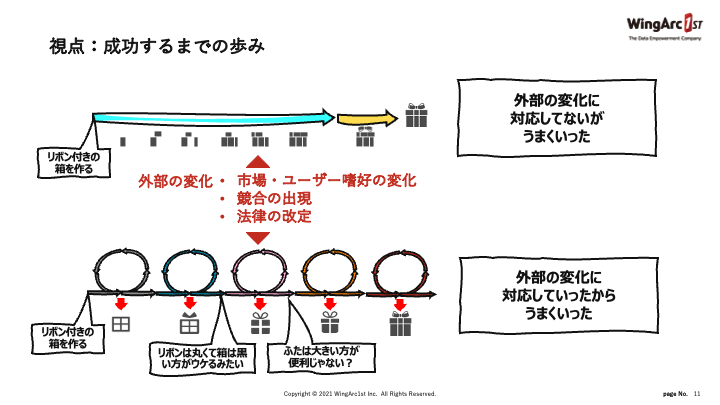 WingArc1ST
The Data Empowerment Company
視点：成功するまでの歩み
外部の変化に
対応してないが
うまくいった
リボン付きの
箱を作る
外部の変化・ 市場・ユーザー嗜好の変化
・ 競合の出現
・ 法律の改定
外部の変化に
対応していったから
うまくいった
リボン付きの
箱を作る
リボンは丸くて箱は黒
い方がウケるみたい
ふたは大きい方が
便利じゃない？
Copyright © 2021 WingArc1st Inc. All Rights Reserved.
page No. 11